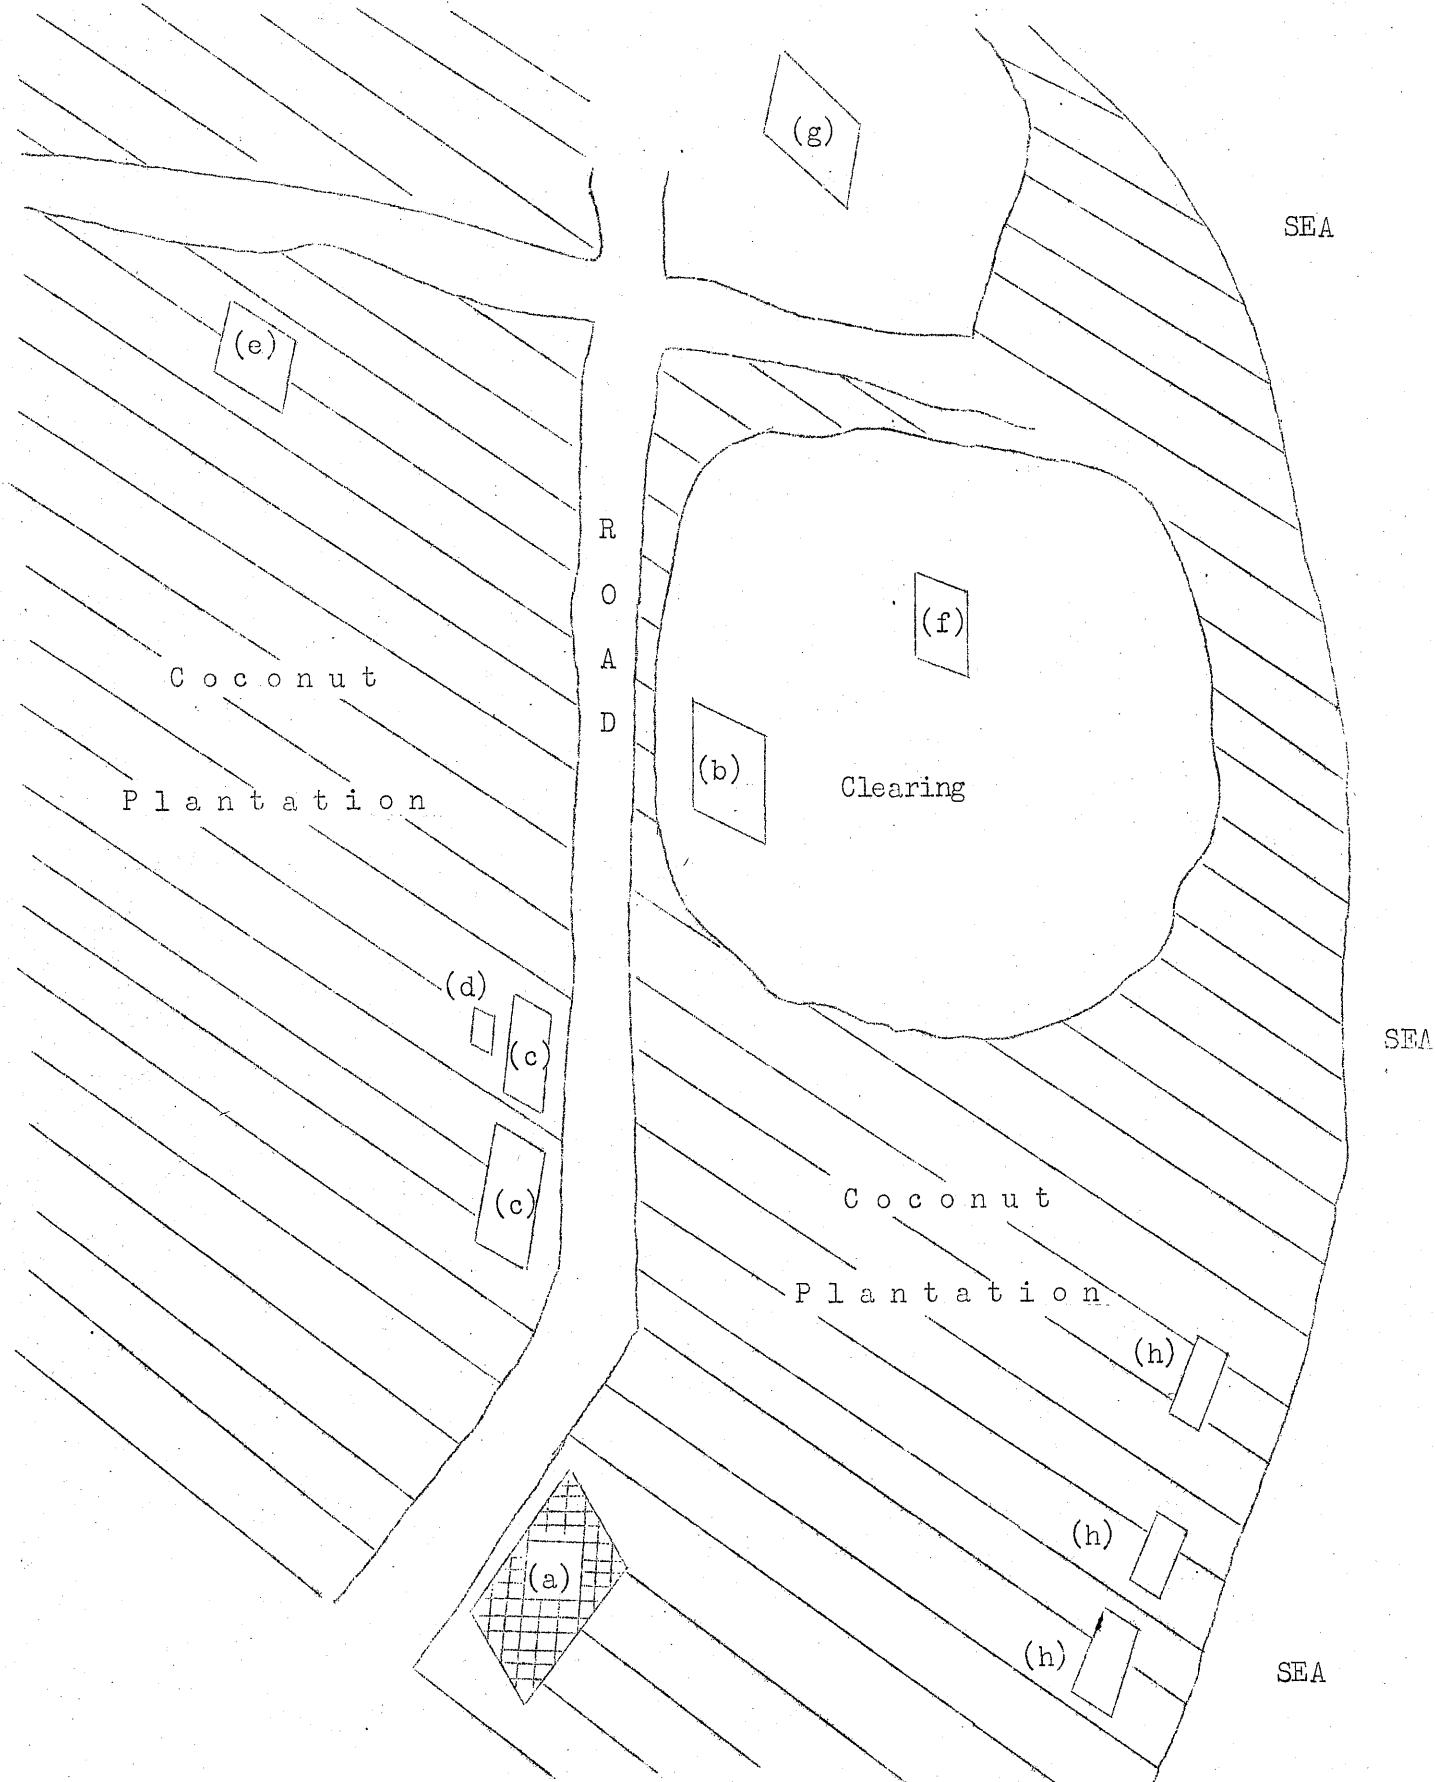 (g)
SEA
(e)
R
O
A
D
(f)
Coconut
(b)
Clearing
Plantation
(d)
(c)
SEA
(c)
Coconut
Plantation
(h)
(h)
(a)
(h)
SEA